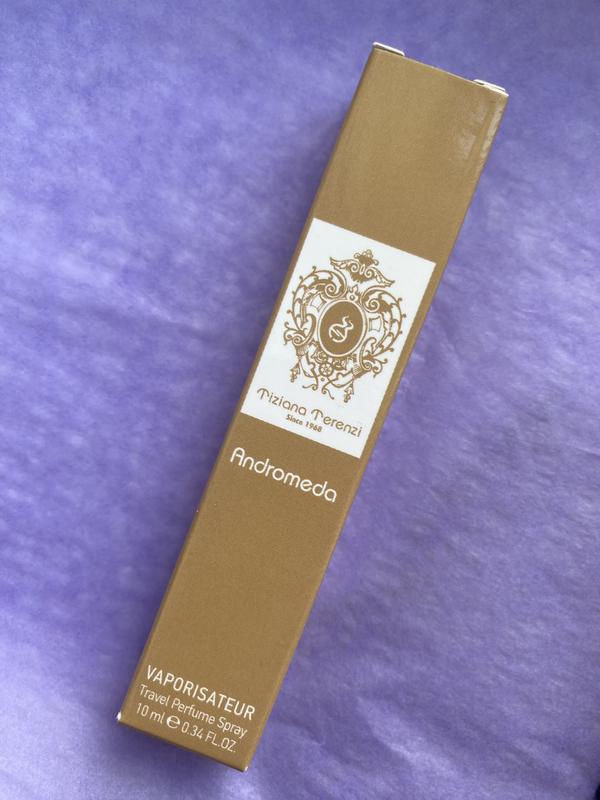 Tiziana Terenzi
Since 1968
Andromeda
VAPORISATEUR
Travel Perfume Spray
10 ml ℮ 0.34 FL.OZ.